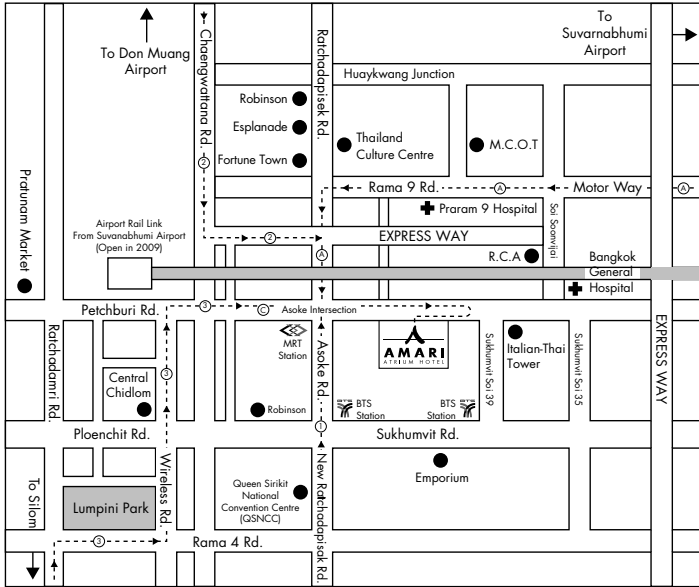 To Don Muang
Airport
Chaengwattana Rd.
Ratchadapisek Rd.
To
Suvarnabhumi
Airport
Huaykwang Junction
Robinson
Esplanade
Fortune Town
Thailand
Culture Centre
M.C.O.T
2
Rama 9 Rd.
A
Motor Way
A
Pratunam Market
Praram 9 Hospital
Soi Soonvijai
Airport Rail Link
From Suvanabhumi Airport
(Open in 2009)
2
EXPRESS WAY
A
R.C.A
Bangkok
General
Hospital
Petchburi Rd.
3
C
Asoke Intersection
MRT
Station
Asoke Rd.
AMARI
ATRIUM HOTEL
Sukhumvit Soi 39
Italian-Thai
Tower
Sukhumvit Soi 35
EXPRESS WAY
Ratchadamri Rd.
3
Central
Chidlom
Robinson
BTS
Station
BTS
Station
Ploenchit Rd.
1
Sukhumvit Rd.
To Silom
Wireless Rd.
Emporium
Queen Sirikit
National
Convention Centre
(QSNCC)
New Ratchadapisak Rd.
Lumpini Park
3
Rama 4 Rd.